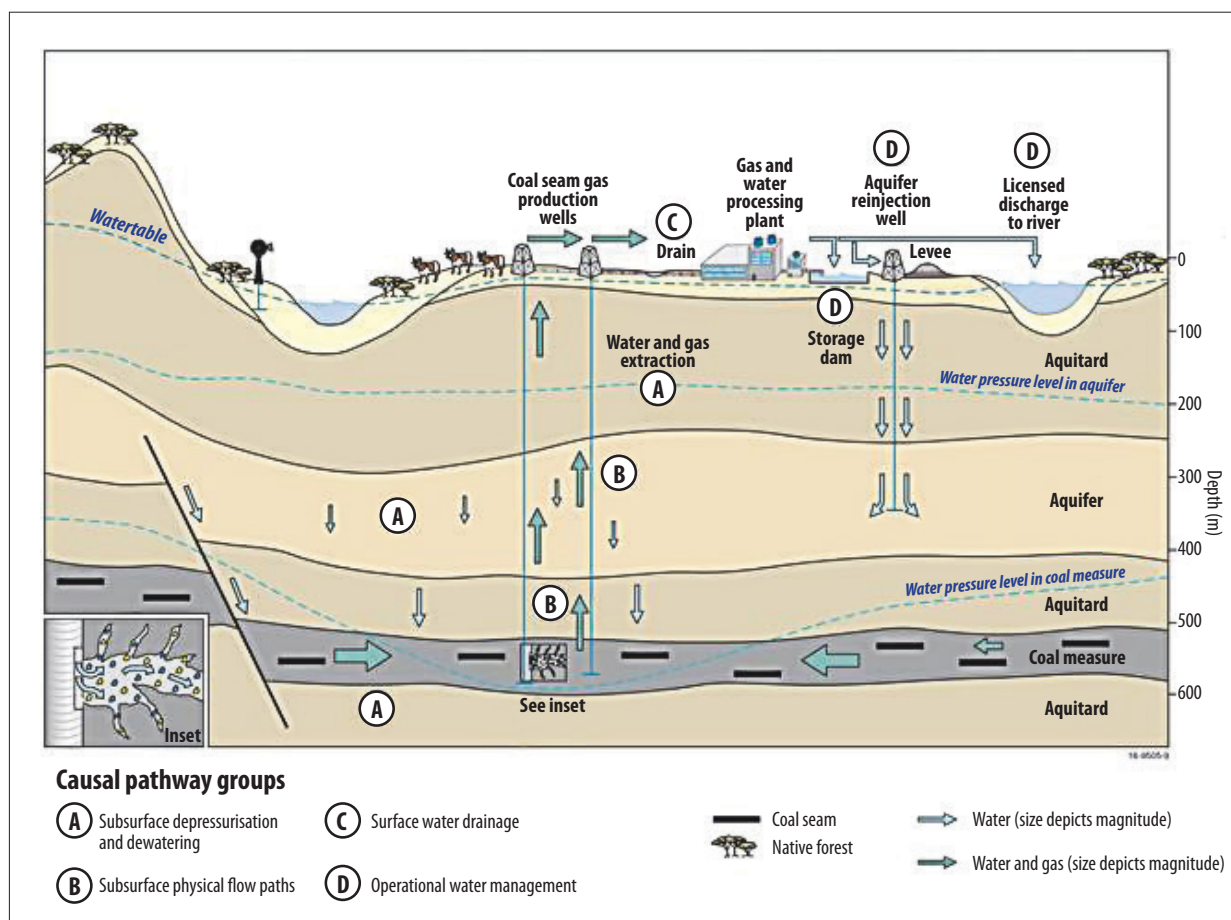 Coal seam gas
production
wells
C
Drain
Gas and
water
processing
plant
D
Aquifer
reinjection
well
D
Licensed
discharge
to river
Levee
Watertable
D
Storage
dam
0
100
200
300
400
500
600
Depth (m)
Water and gas
extraction
A
Aquitard
Water pressure level in aquifer
B
A
Aquifer
Water pressure level in coal measure
B
Aquitard
Coal measure
A
See inset
Inset
Aquitard
Causal pathway groups
A Subsurface depressurisation
and dewatering
B Subsurface physical flow paths
C Surface water drainage
D Operational water management
Coal seam
Native forest
Water (size depicts magnitude)
Water and gas (size depicts magnitude)